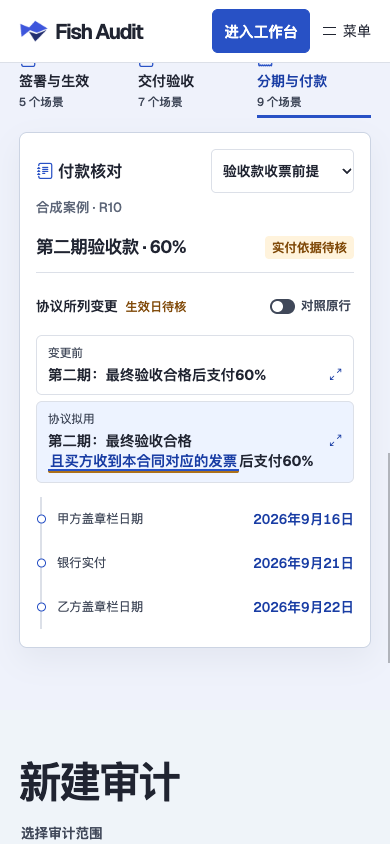 Fish Audit
进入工作台
菜单
签署与生效
交付验收
分期与付款
5 个场景
7 个场景
9 个场景
付款核对
验收款收票前提
合成案例 · R10
第二期验收款 · 60%
实付依据待核
协议所列变更
生效日待核
对照原行
变更前
第二期：最终验收合格后支付60%
协议拟用
第二期：最终验收合格
且买方收到本合同对应的发票后支付60%
甲方盖章栏日期
2026年9月16日
银行实付
2026年9月21日
乙方盖章栏日期
2026年9月22日
新建审计
选择审计范围